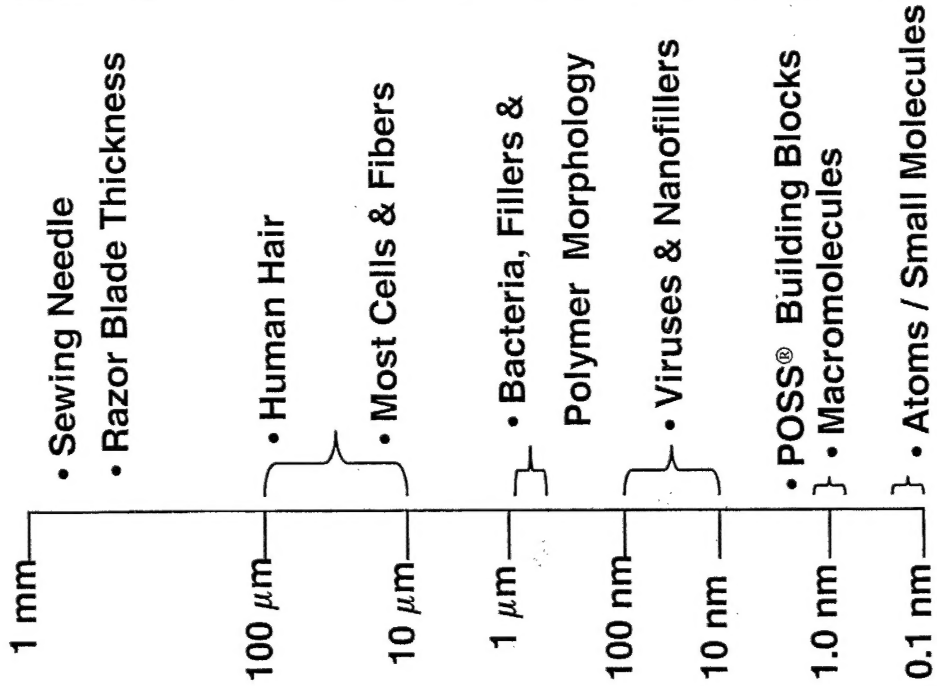 1 mm
• Sewing Needle
• Razor Blade Thickness
100 μm
• Human Hair
• Most Cells & Fibers
10 μm
1 μm
• Bacteria, Fillers &
Polymer Morphology
100 nm
• Viruses & Nanofillers
10 nm
• POSS® Building Blocks
1.0 nm
• Macromolecules
0.1 nm
• Atoms / Small Molecules